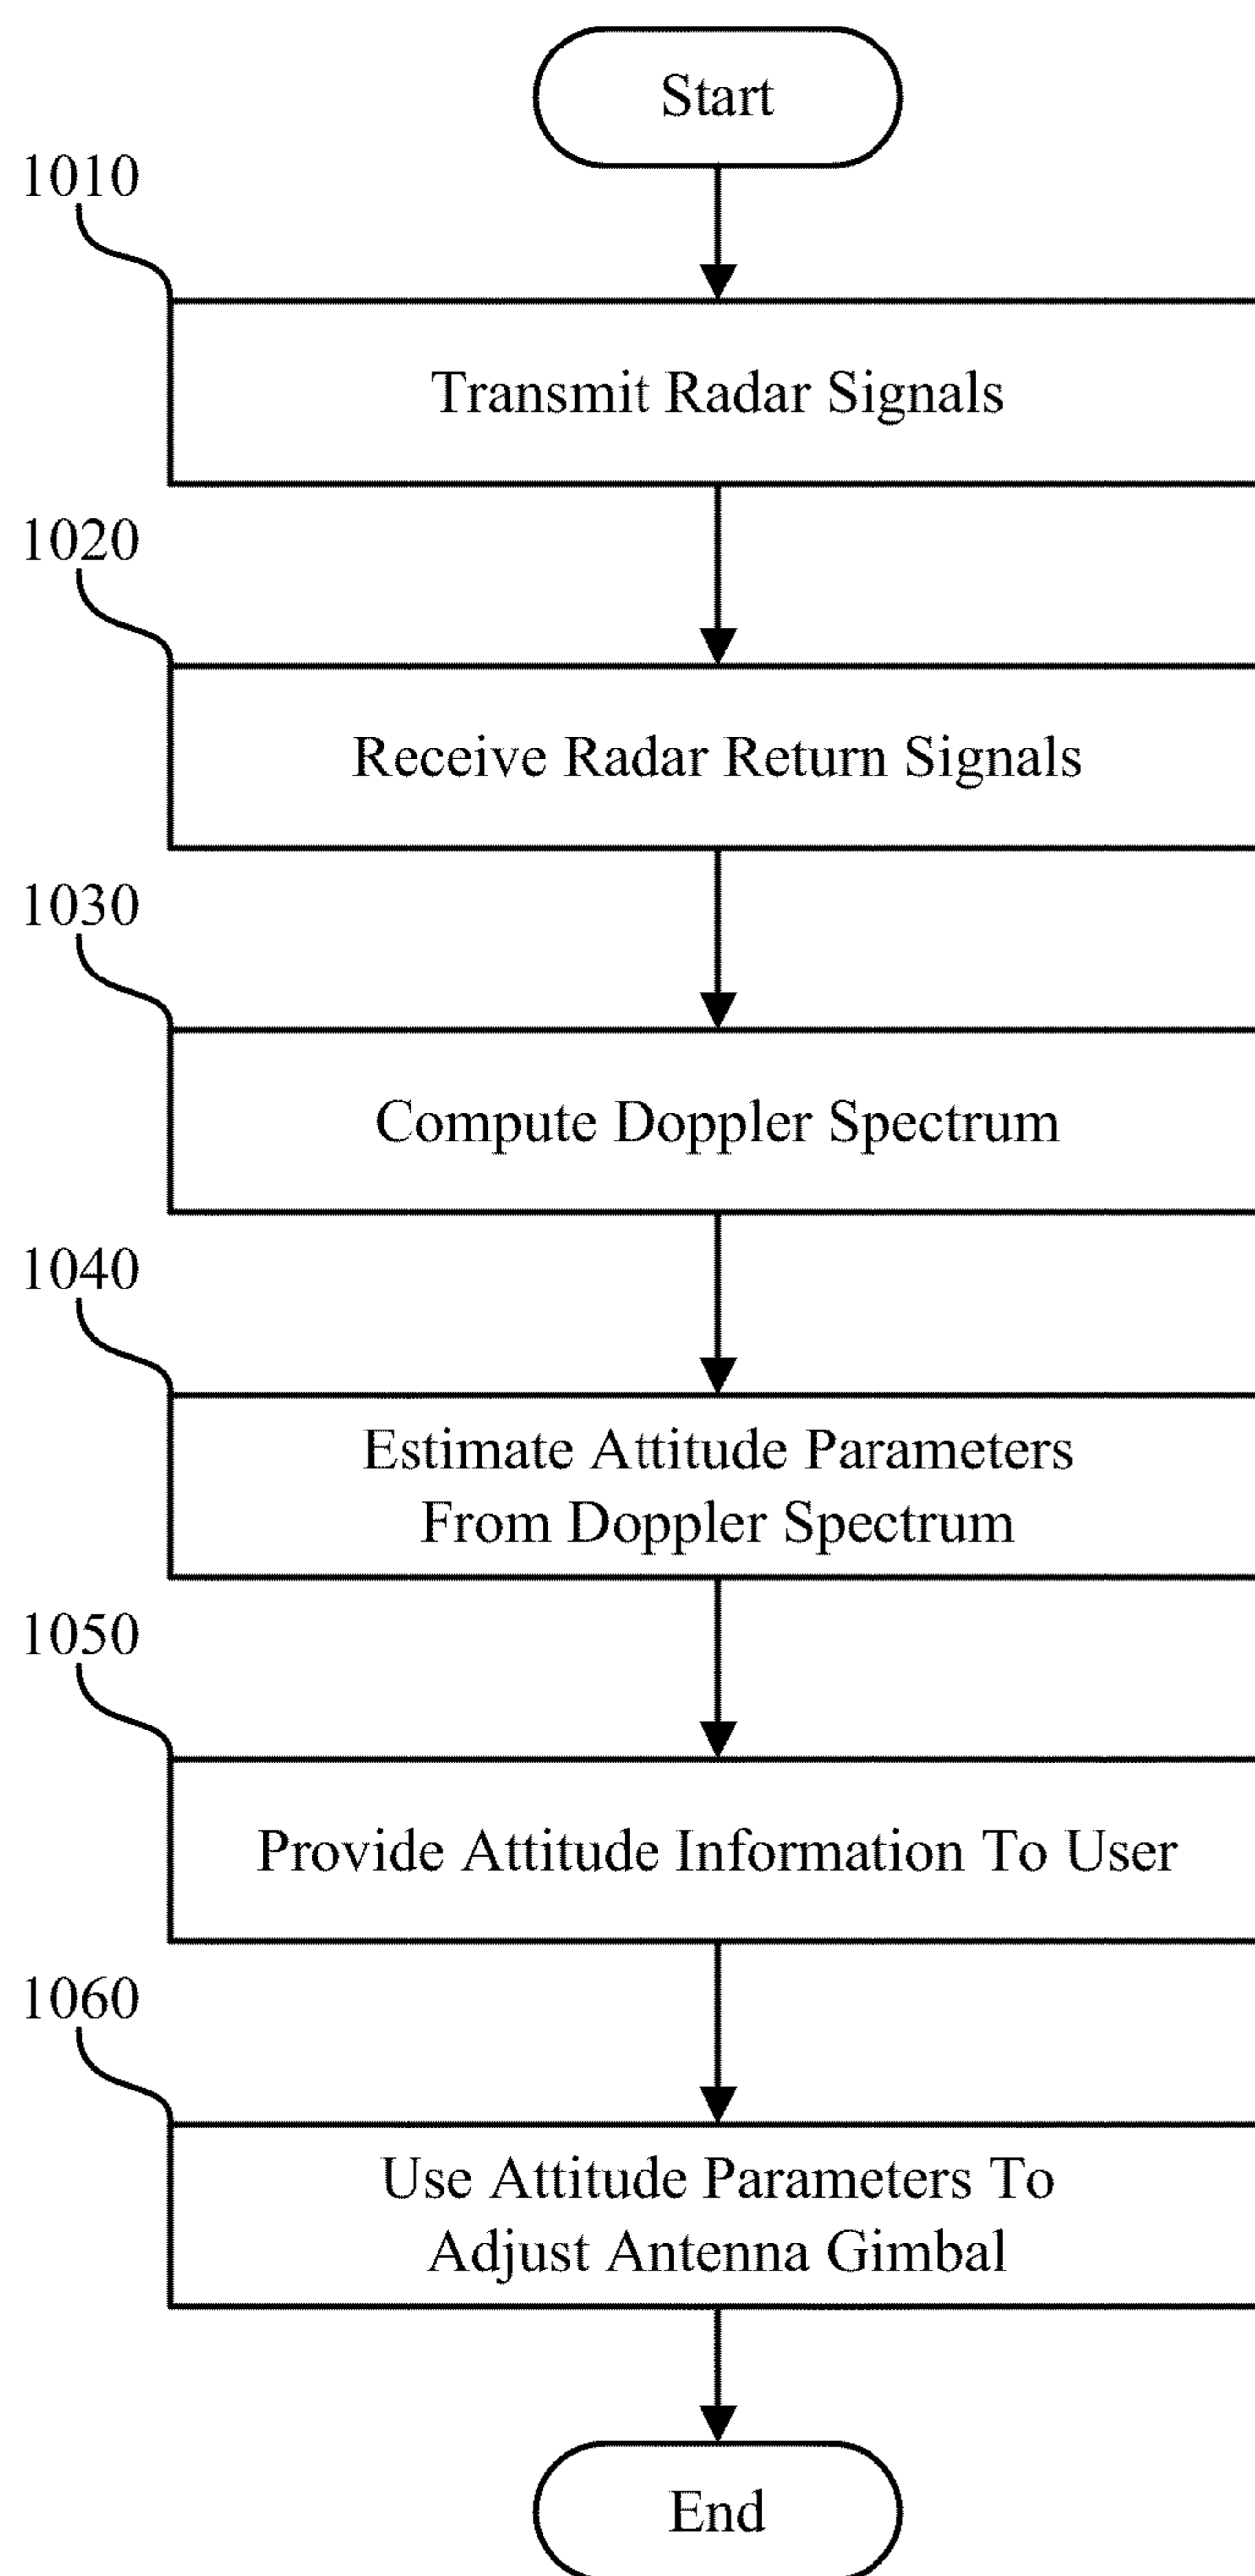 Start
1010
Transmit Radar Signals
1020
Receive Radar Return Signals
1030
Compute Doppler Spectrum
1040
Estimate Attitude Parameters
From Doppler Spectrum
1050
Provide Attitude Information To User
1060
Use Attitude Parameters To
Adjust Antenna Gimbal
End